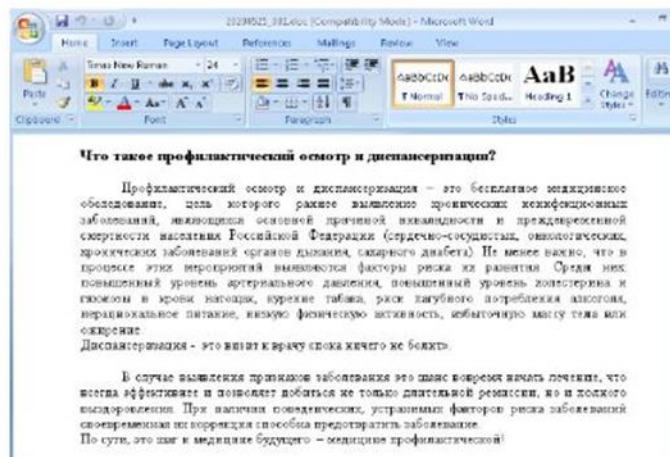 20200525_001.doc [Compatibility Mode] - Microsoft Word
Home Insert Page Layout References Mailings Review View
Times New Roman 24
Paste
AaBbCcDc AaBbCcDc AaB
¶ Normal ¶ No Spaci... Heading 1 Change Styles Editing
Clipboard Font Paragraph Styles
Что такое профилактический осмотр и диспансеризация?
Профилактический осмотр и диспансеризация – это бесплатное медицинское
обследование, цель которого раннее выявление хронических неинфекционных
заболеваний, являющихся основной причиной инвалидности и преждевременной
смертности населения Российской Федерации (сердечно-сосудистых, онкологических,
хронических заболеваний органов дыхания, сахарного диабета). Не менее важно, что в
процессе этих мероприятий выявляются факторы риска их развития. Среди них:
повышенный уровень артериального давления, повышенный уровень холестерина и
глюкозы в крови натощак, курение табака, риск пагубного потребления алкоголя,
нерациональное питание, низкую физическую активность, избыточную массу тела или
ожирение.
Диспансеризация - это визит к врачу «пока ничего не болит».
В случае выявления признаков заболевания это шанс вовремя начать лечение, что
всегда эффективнее и позволяет добиться не только длительной ремиссии, но и полного
выздоровления. При наличии поведенческих, устранимых факторов риска заболеваний
своевременная их коррекция способна предотвратить заболевание.
По сути, это шаг к медицине будущего – медицине профилактической!